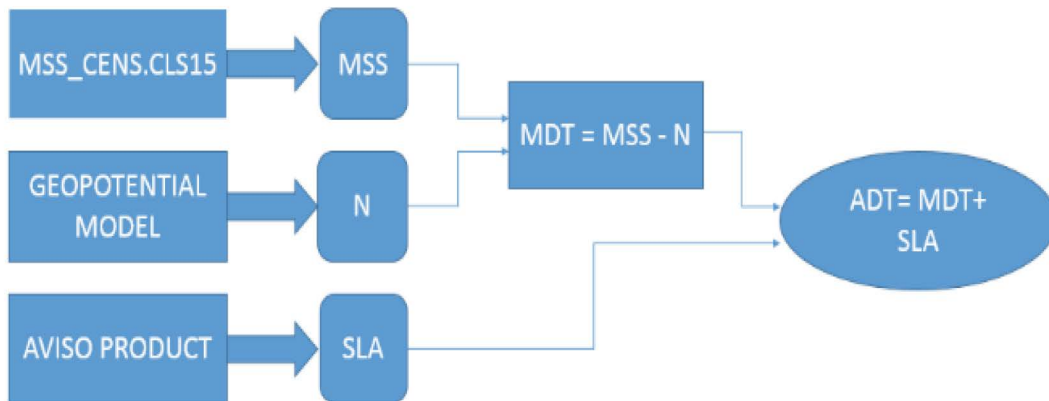 MSS_CENS.CLS15
MSS
MDT = MSS - N
GEOPOTENTIAL
MODEL
N
ADT= MDT+
SLA
AVISO PRODUCT
SLA